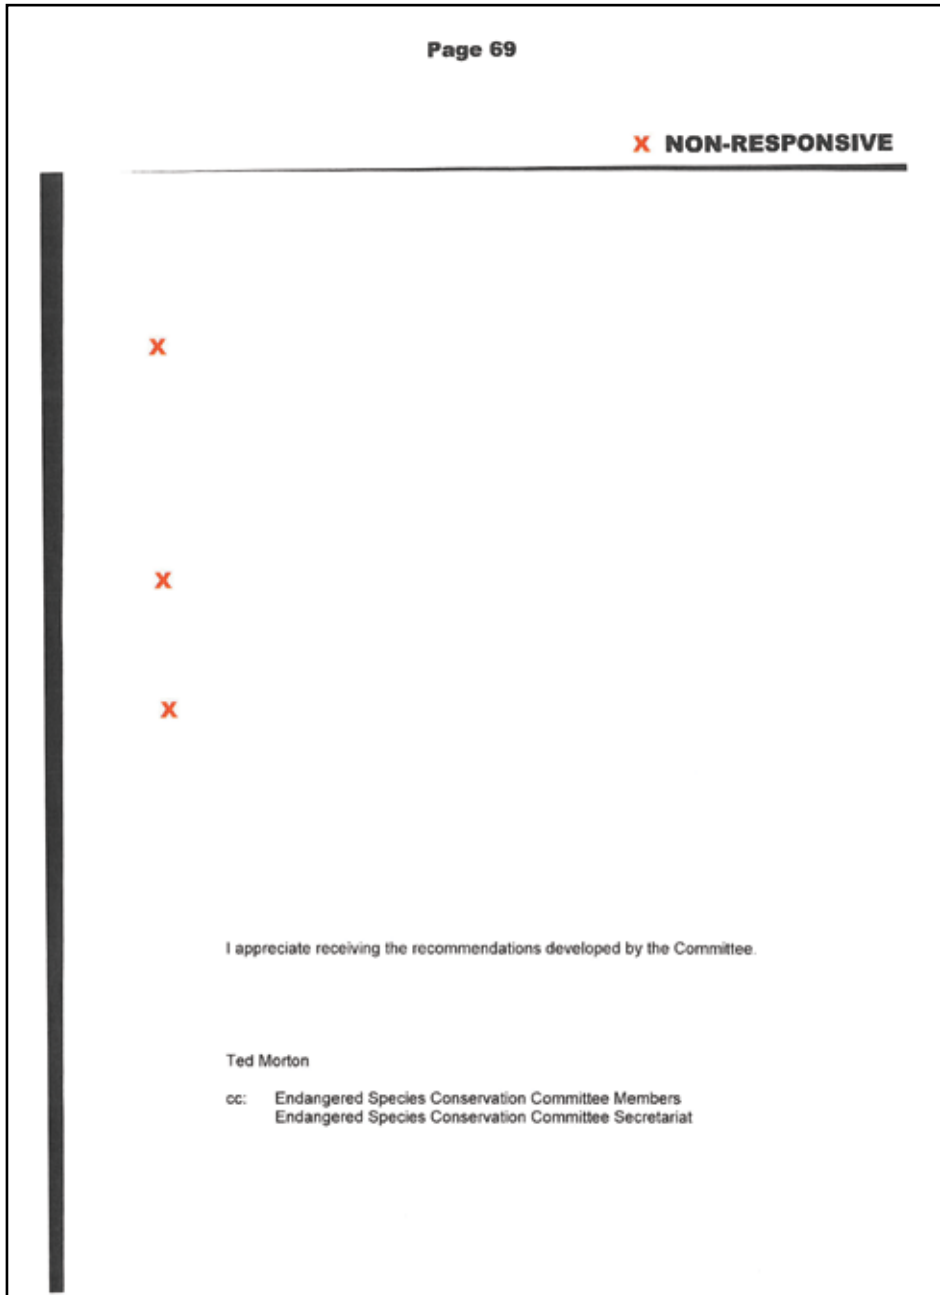 Page 69
X NON-RESPONSIVE
X
X
X
I appreciate receiving the recommendations developed by the Committee.
Ted Morton
cc: Endangered Species Conservation Committee Members
Endangered Species Conservation Committee Secretariat